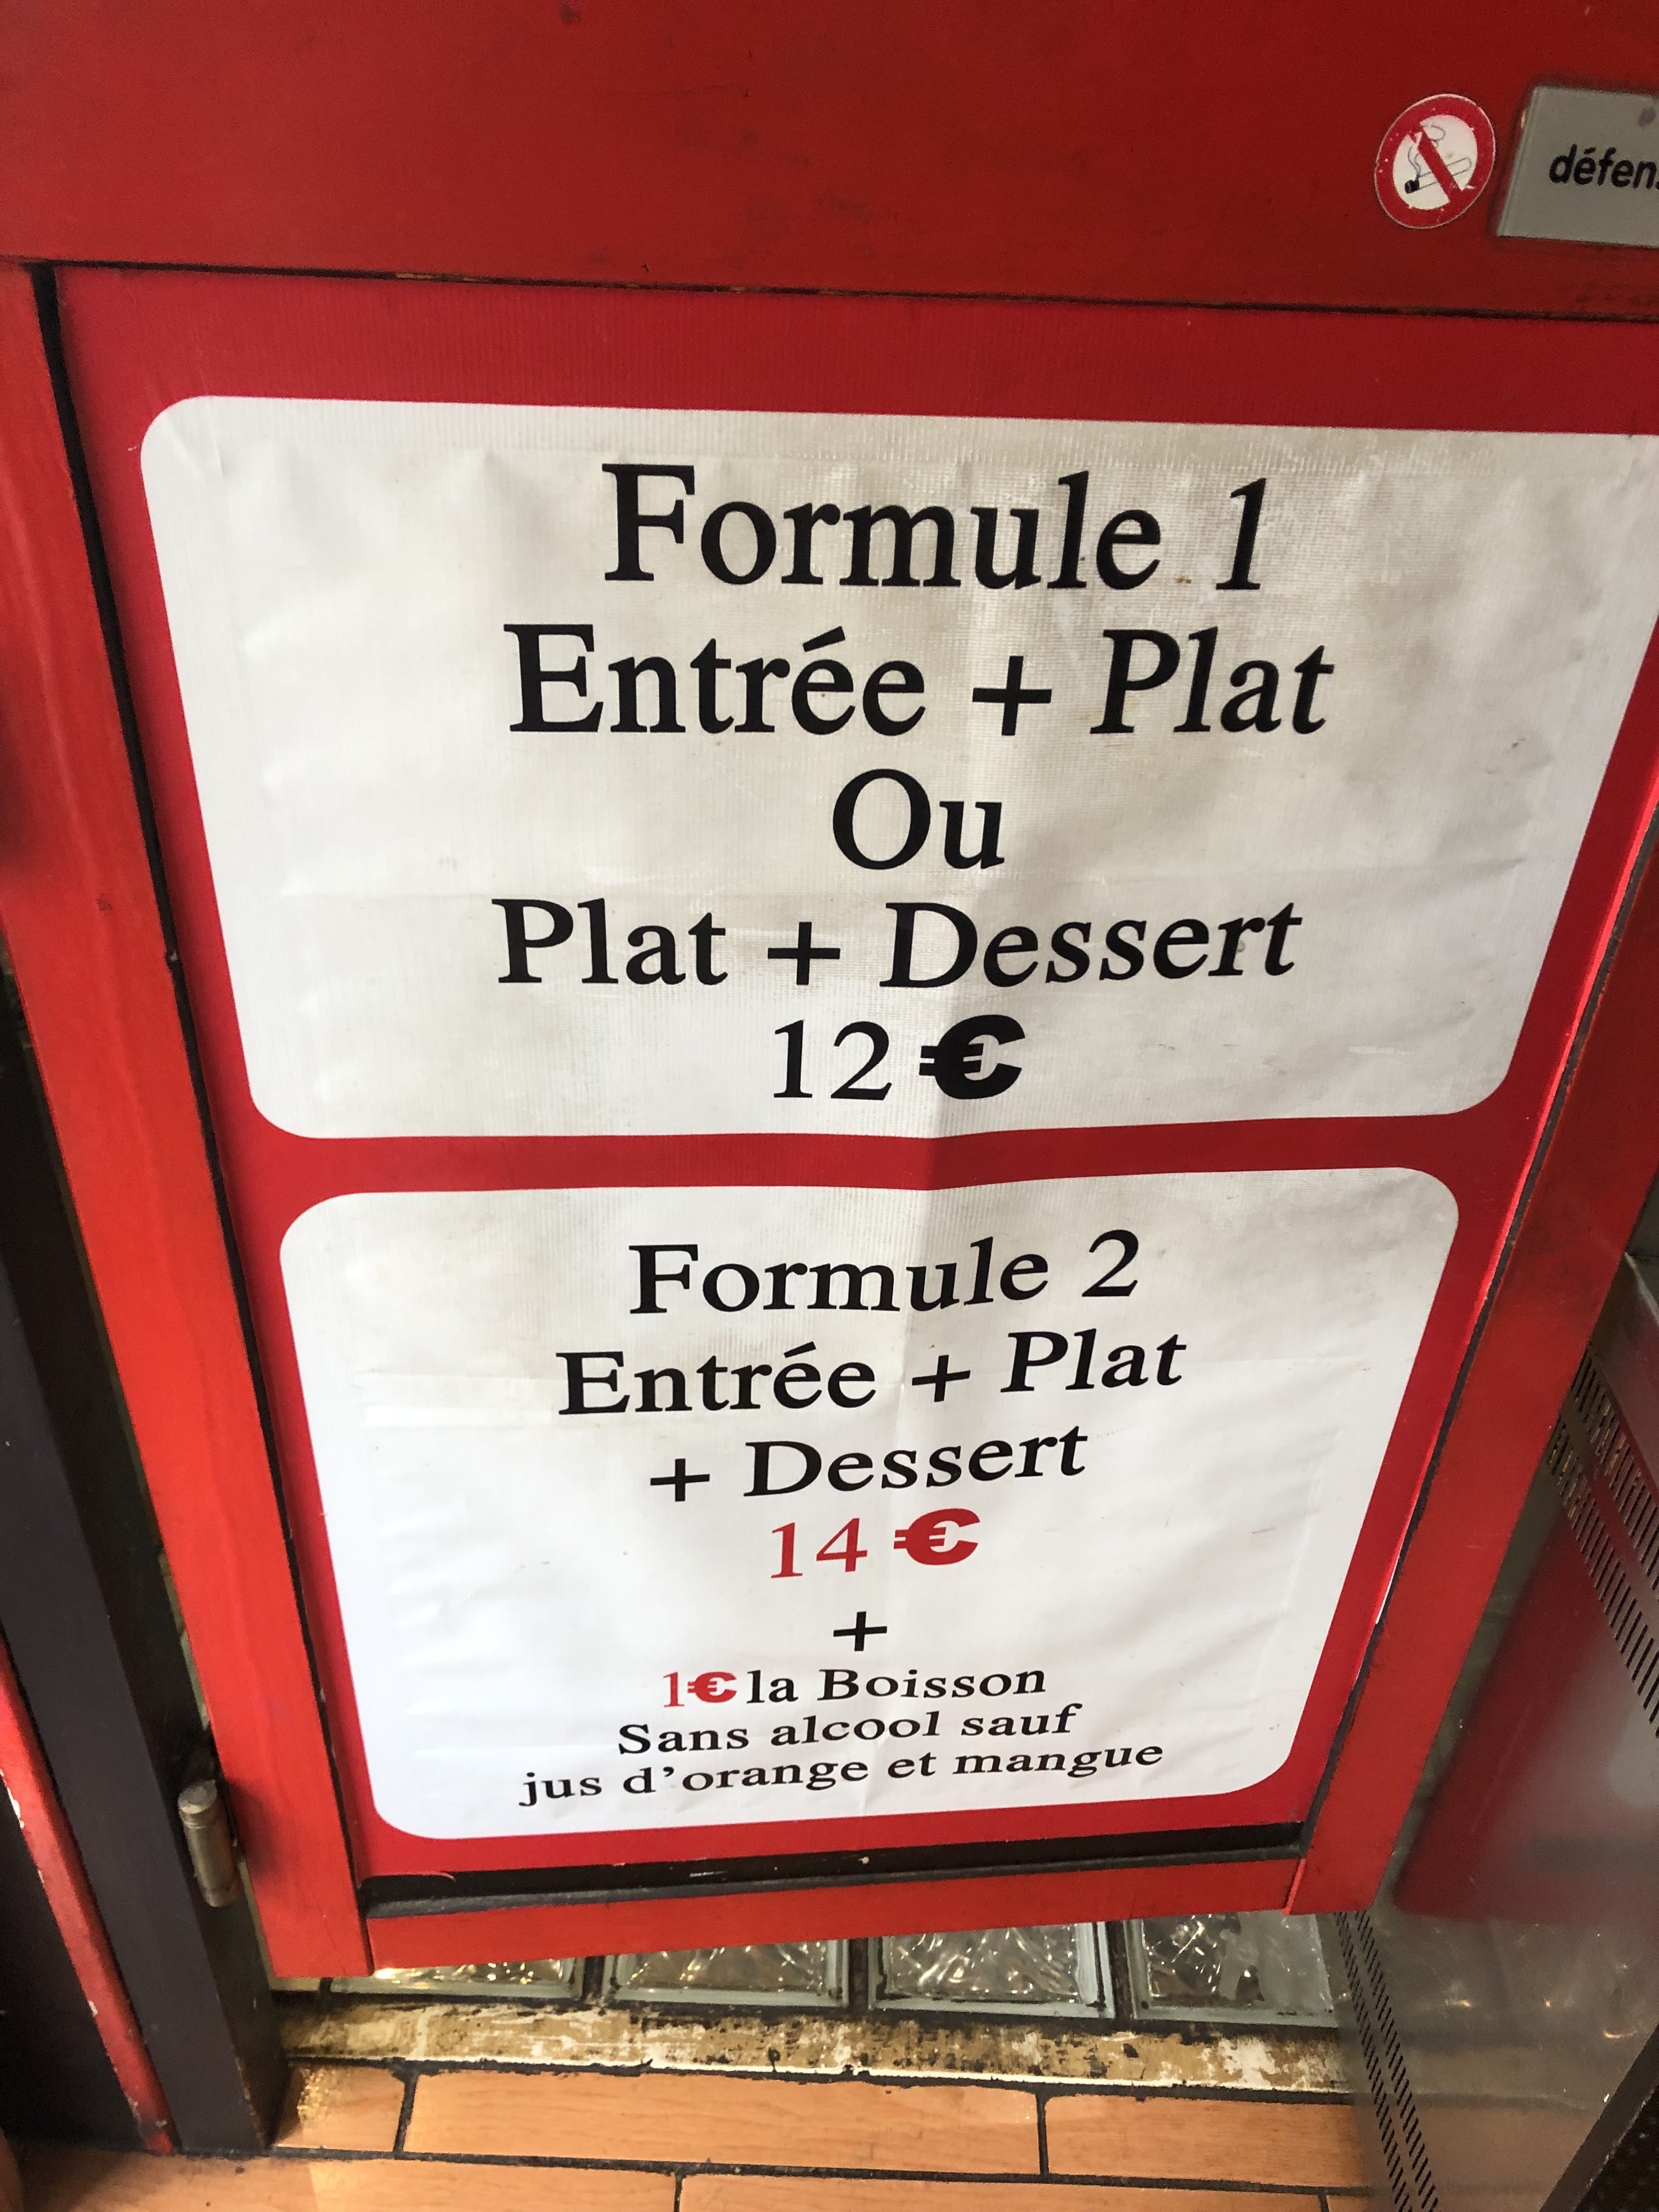 défen
Formule 1
Entrée + Plat
Ou
Plat + Dessert
12 €
Formule 2
Entrée + Plat
+ Dessert
14 €
+
1€ la Boisson
Sans alcool sauf
jus d'orange et mangue